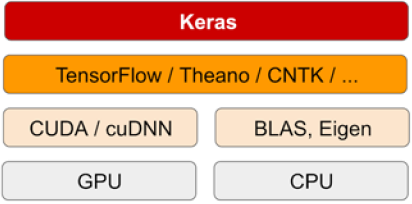 Keras
TensorFlow / Theano / CNTK / ...
CUDA / cuDNN
BLAS, Eigen
GPU
CPU